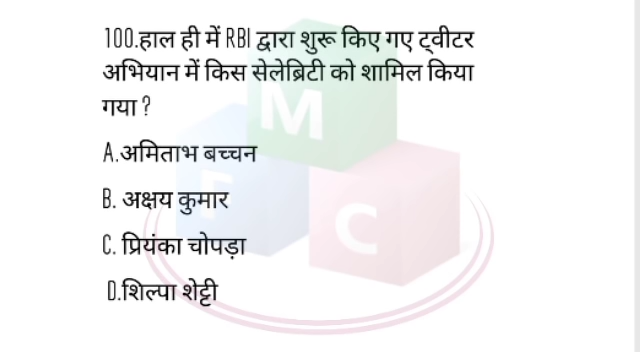 100.हाल ही में RBI द्वारा शुरू किए गए ट्वीटर
अभियान में किस सेलेब्रिटी को शामिल किया
गया ?
A.अमिताभ बच्चन
B. अक्षय कुमार
C. प्रियंका चोपड़ा
D.शिल्पा शेट्टी
M
F
C